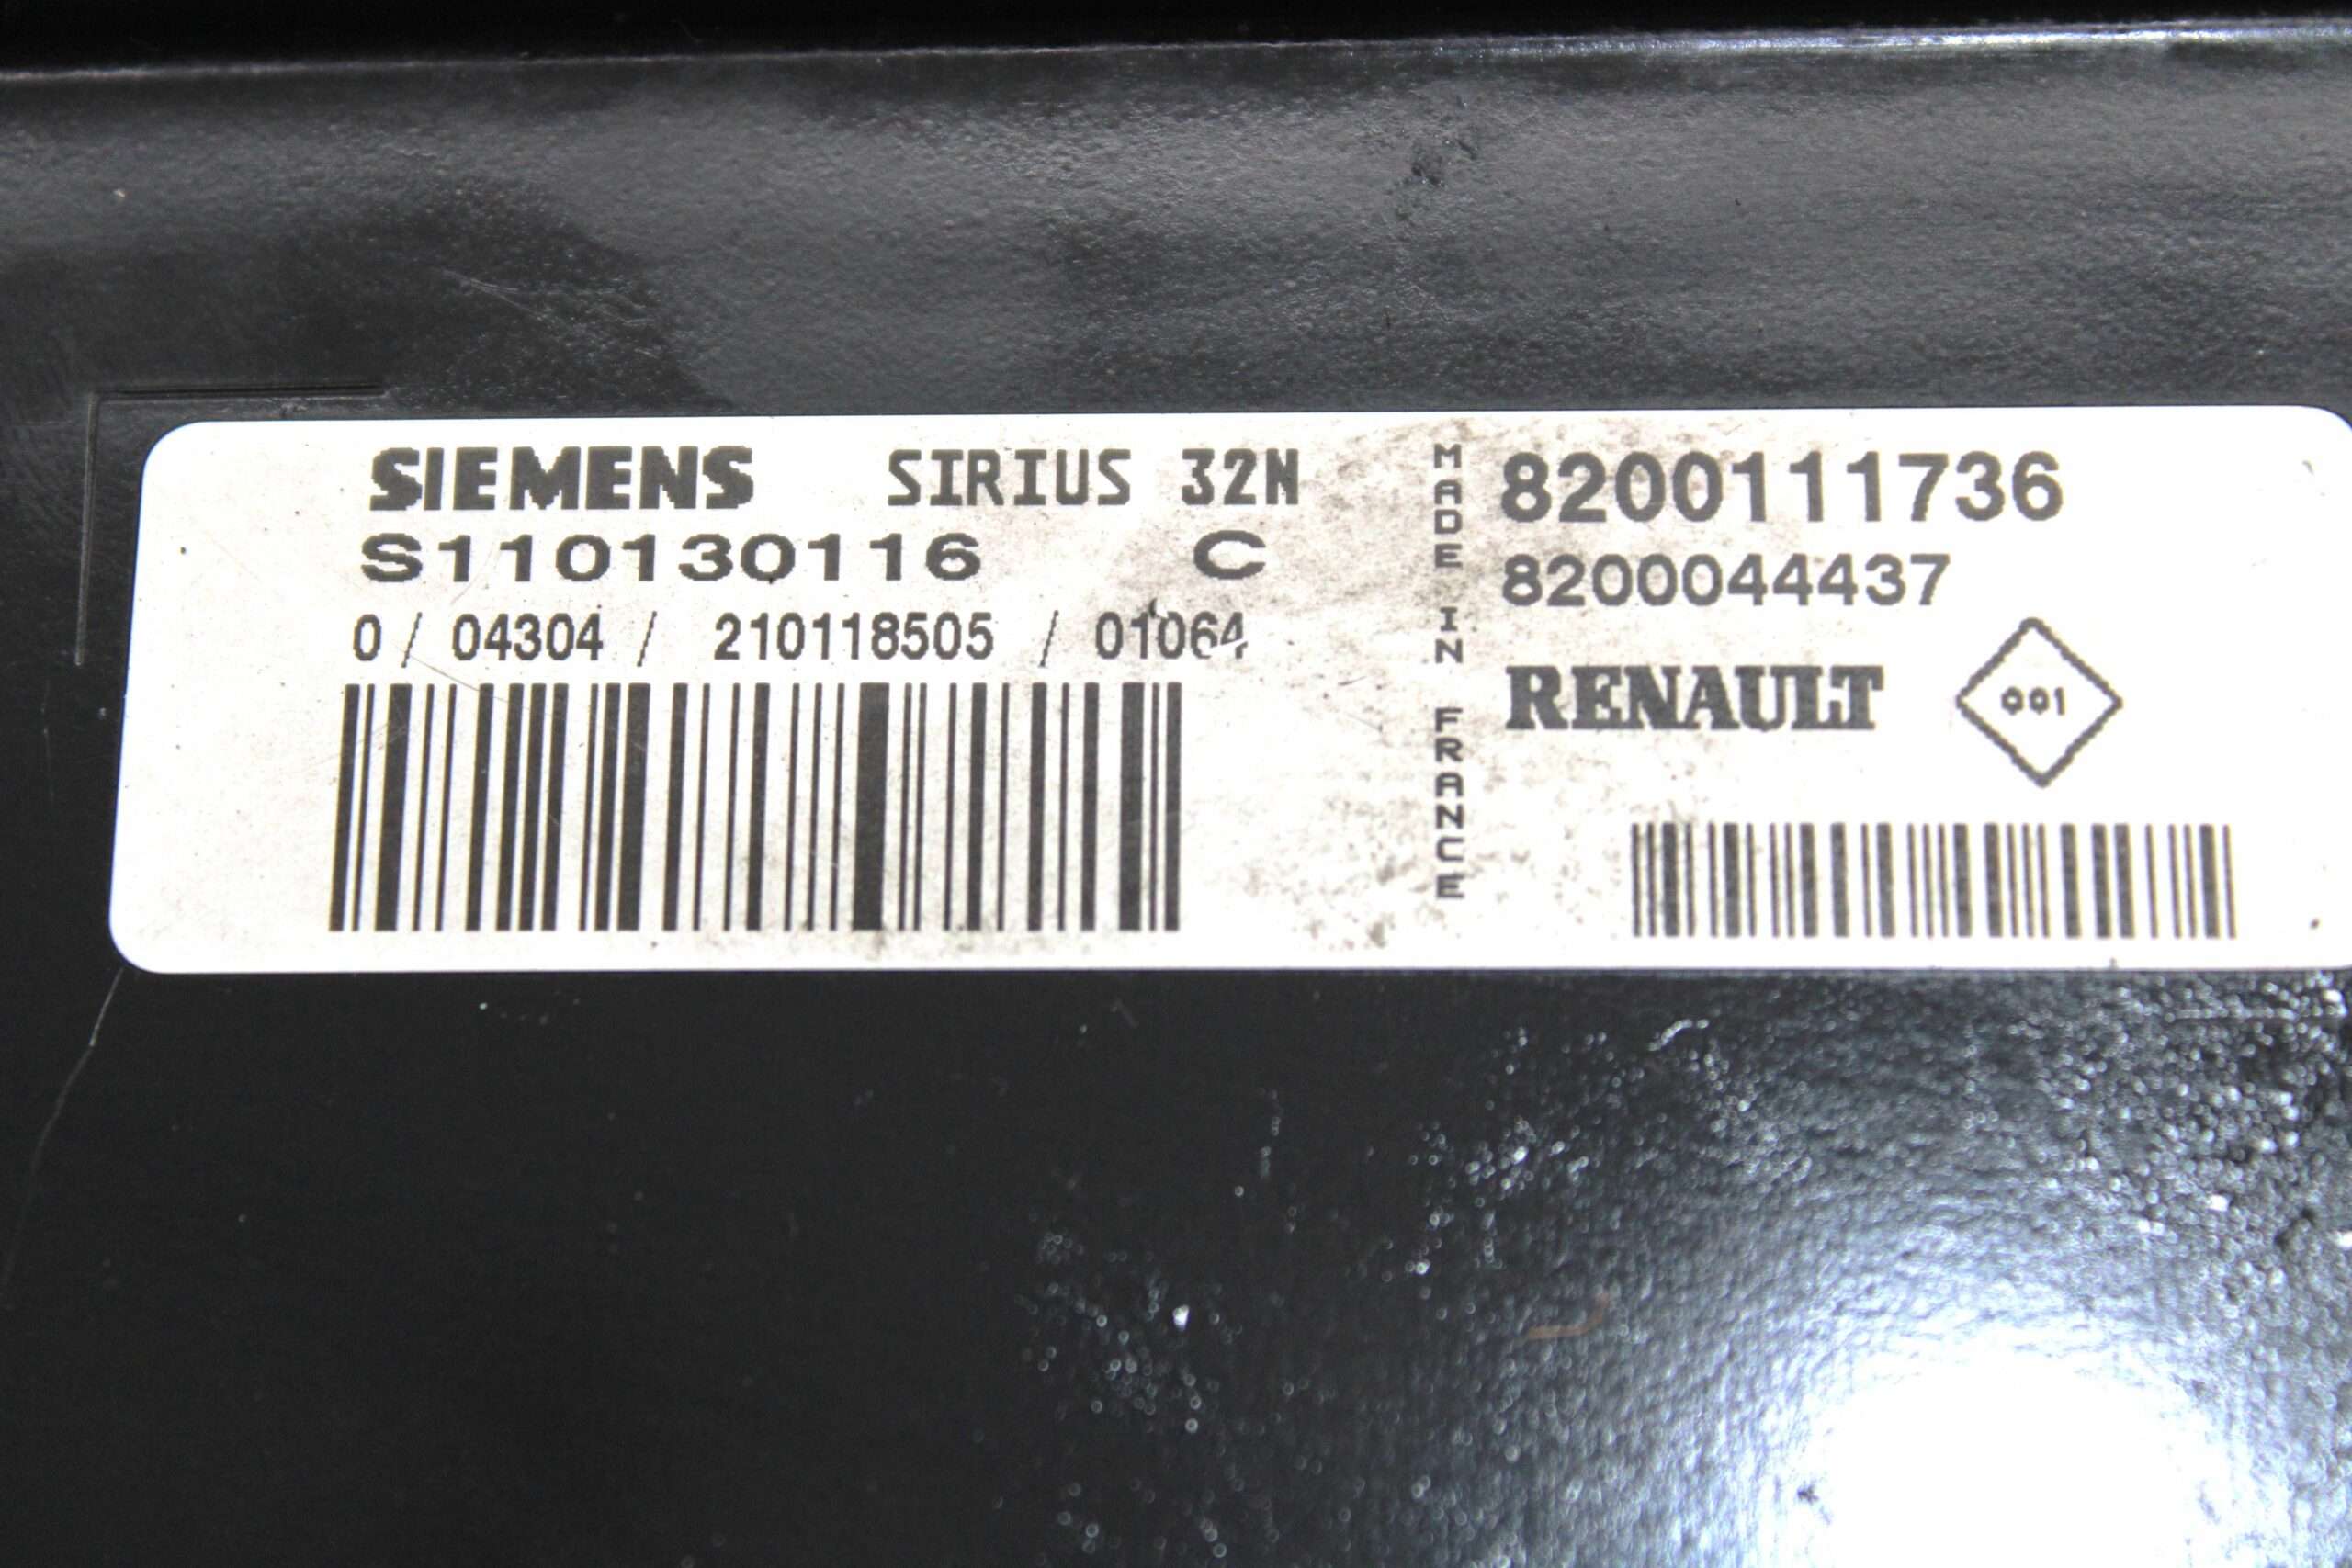 SIEMENS SIRIUS 32N
S110130116 C
0 / 04304 / 210118505 / 01064
MADE IN FRANCE
8200111736
8200044437
RENAULT 001